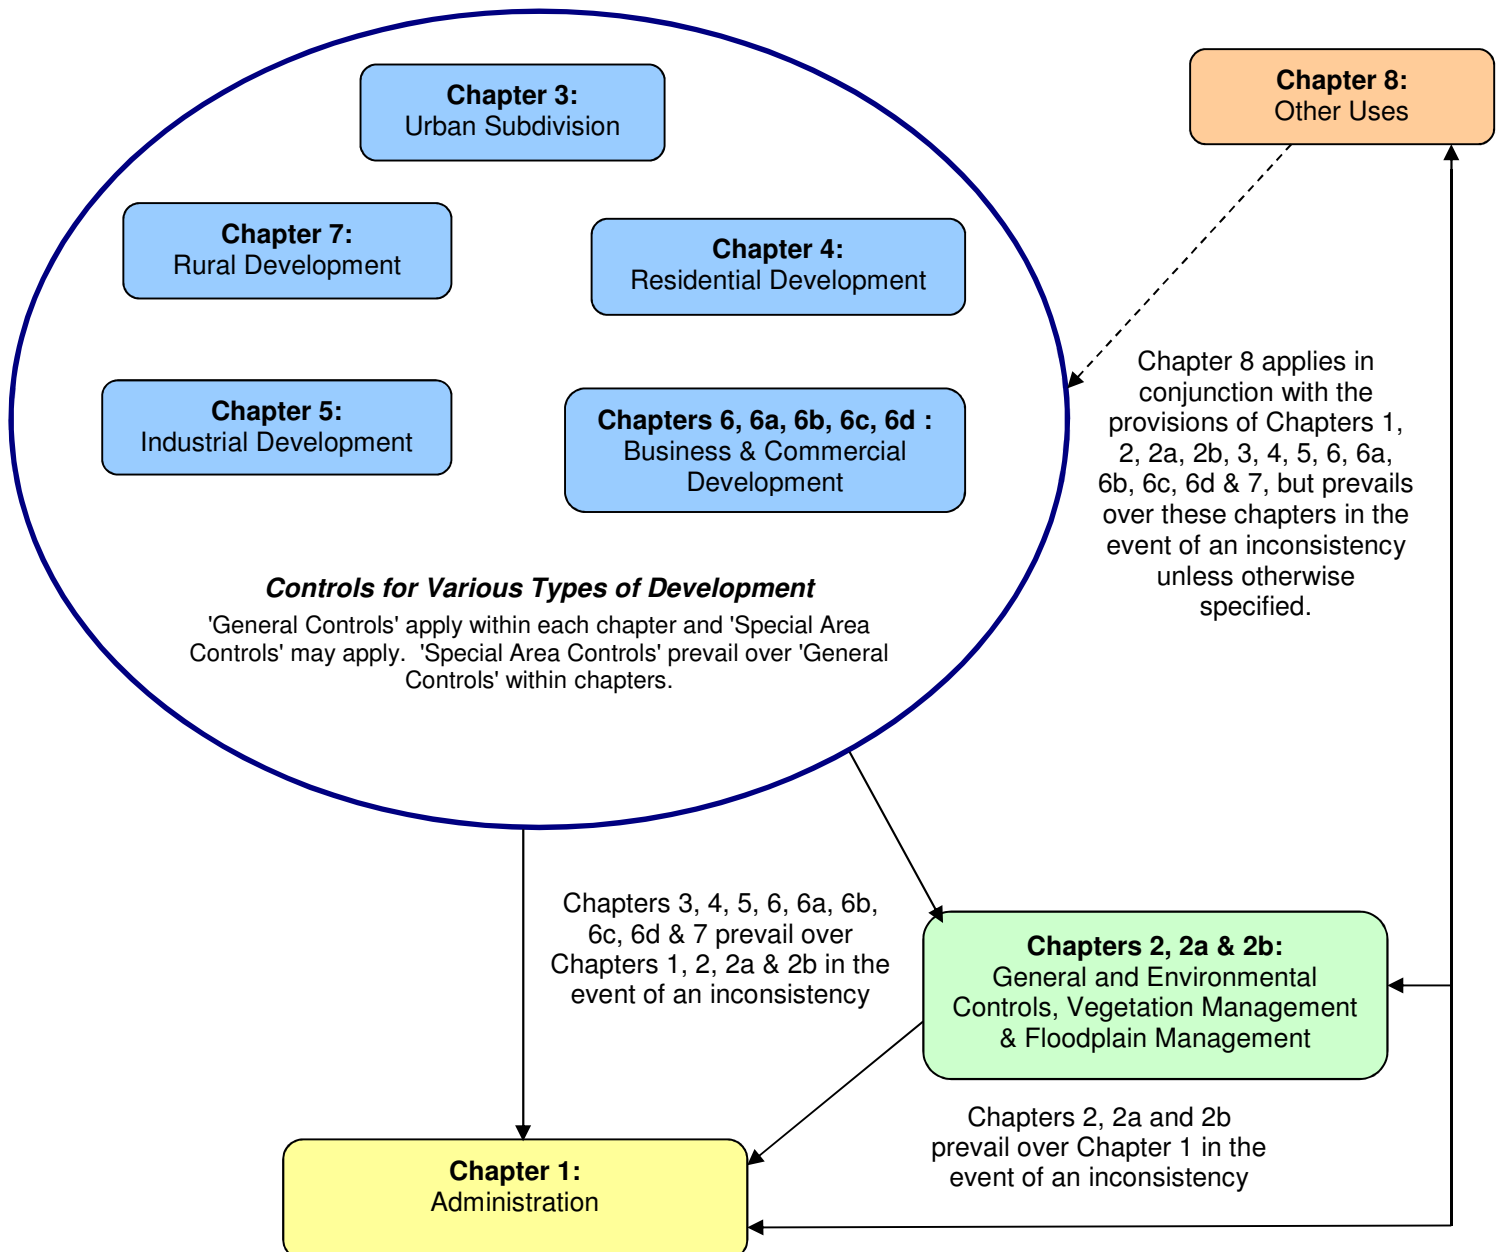 Chapter 3:
Urban Subdivision
Chapter 8:
Other Uses
Chapter 7:
Rural Development
Chapter 4:
Residential Development
Chapter 5:
Industrial Development
Chapters 6, 6a, 6b, 6c, 6d :
Business & Commercial
Development
Chapter 8 applies in
conjunction with the
provisions of Chapters 1,
2, 2a, 2b, 3, 4, 5, 6, 6a,
6b, 6c, 6d & 7, but prevails
over these chapters in the
event of an inconsistency
unless otherwise
specified.
Controls for Various Types of Development
'General Controls' apply within each chapter and 'Special Area
Controls' may apply.  'Special Area Controls' prevail over 'General
Controls' within chapters.
Chapters 3, 4, 5, 6, 6a, 6b,
6c, 6d & 7 prevail over
Chapters 1, 2, 2a & 2b in the
event of an inconsistency
Chapters 2, 2a & 2b:
General and Environmental
Controls, Vegetation Management
& Floodplain Management
Chapters 2, 2a and 2b
prevail over Chapter 1 in the
event of an inconsistency
Chapter 1:
Administration